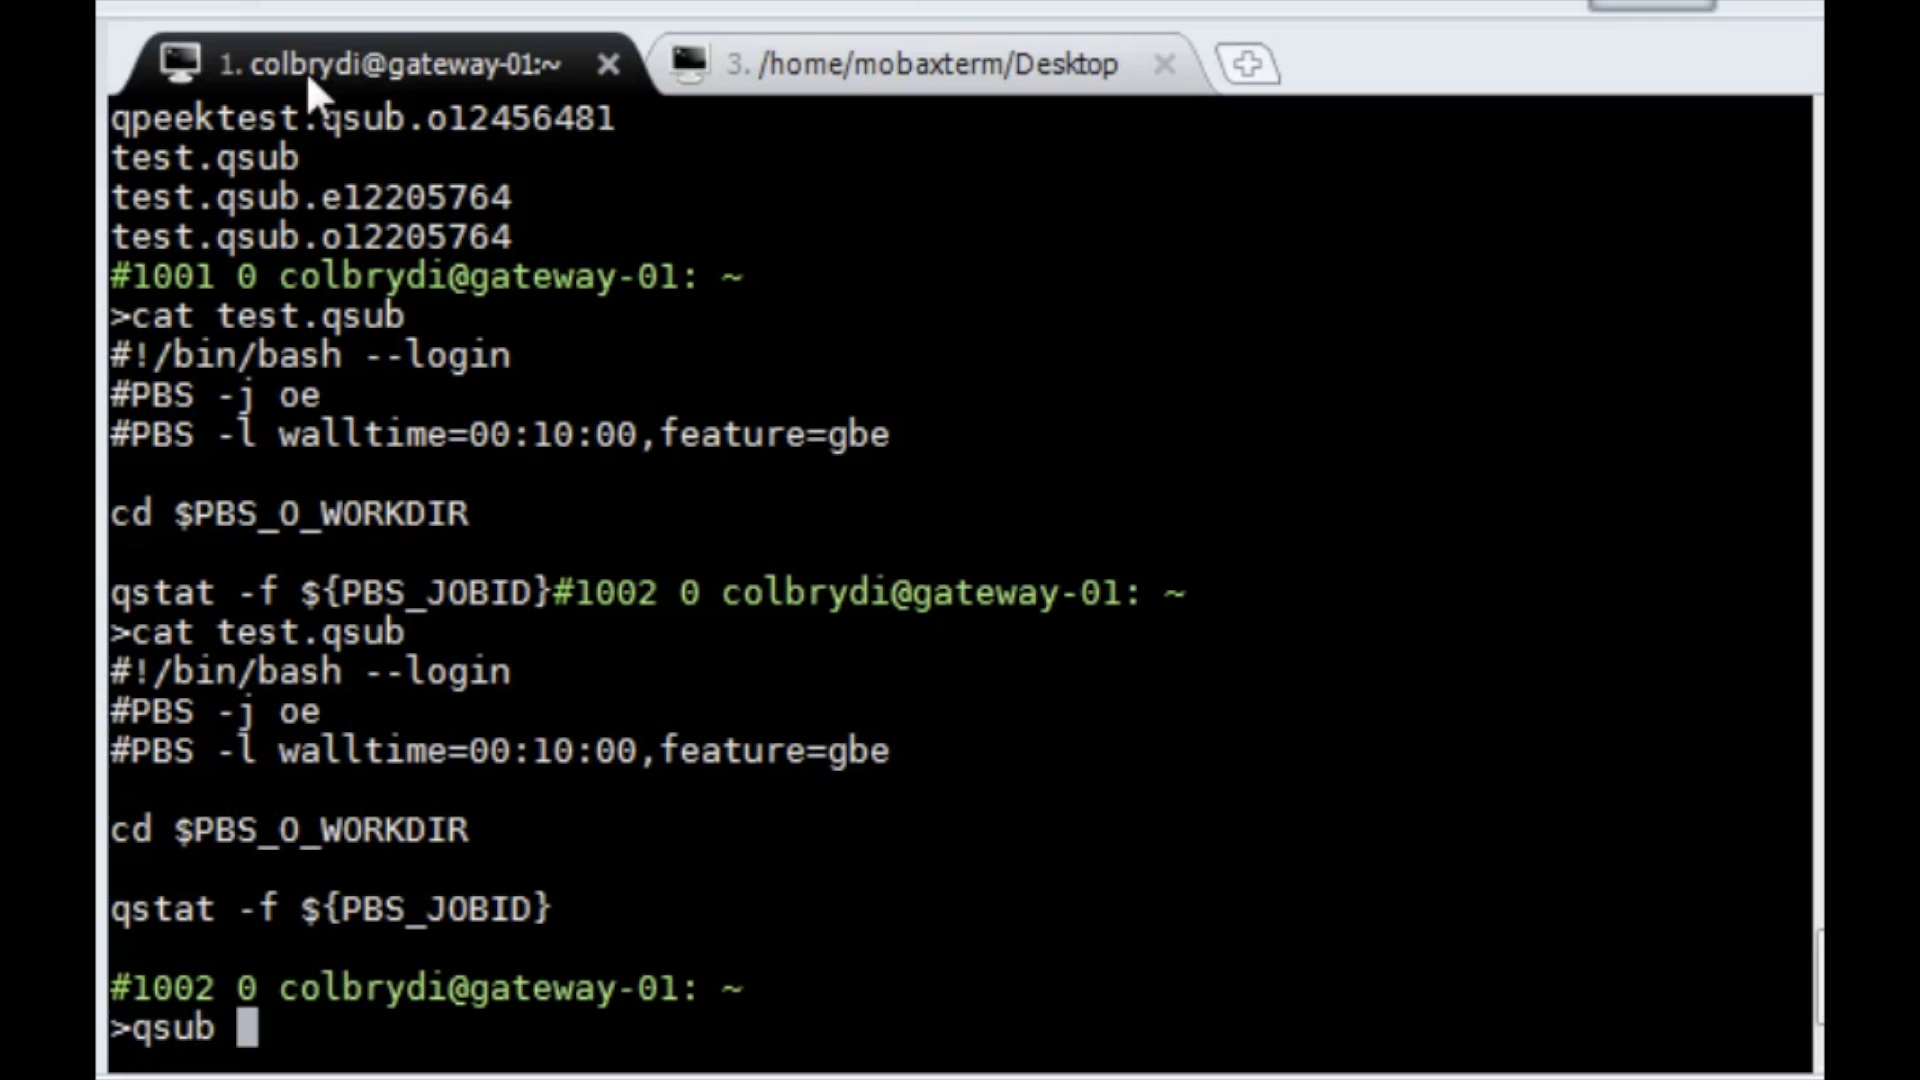 1. colbrydi@gateway-01:~
3. /home/mobaxterm/Desktop
qpeektest.qsub.o12456481
test.qsub
test.qsub.e12205764
test.qsub.o12205764
#1001 0 colbrydi@gateway-01: ~
>cat test.qsub
#!/bin/bash --login
#PBS -j oe
#PBS -l walltime=00:10:00,feature=gbe
cd $PBS_O_WORKDIR
qstat -f ${PBS_JOBID}#1002 0 colbrydi@gateway-01: ~
>cat test.qsub
#!/bin/bash --login
#PBS -j oe
#PBS -l walltime=00:10:00,feature=gbe
cd $PBS_O_WORKDIR
qstat -f ${PBS_JOBID}
#1002 0 colbrydi@gateway-01: ~
>qsub